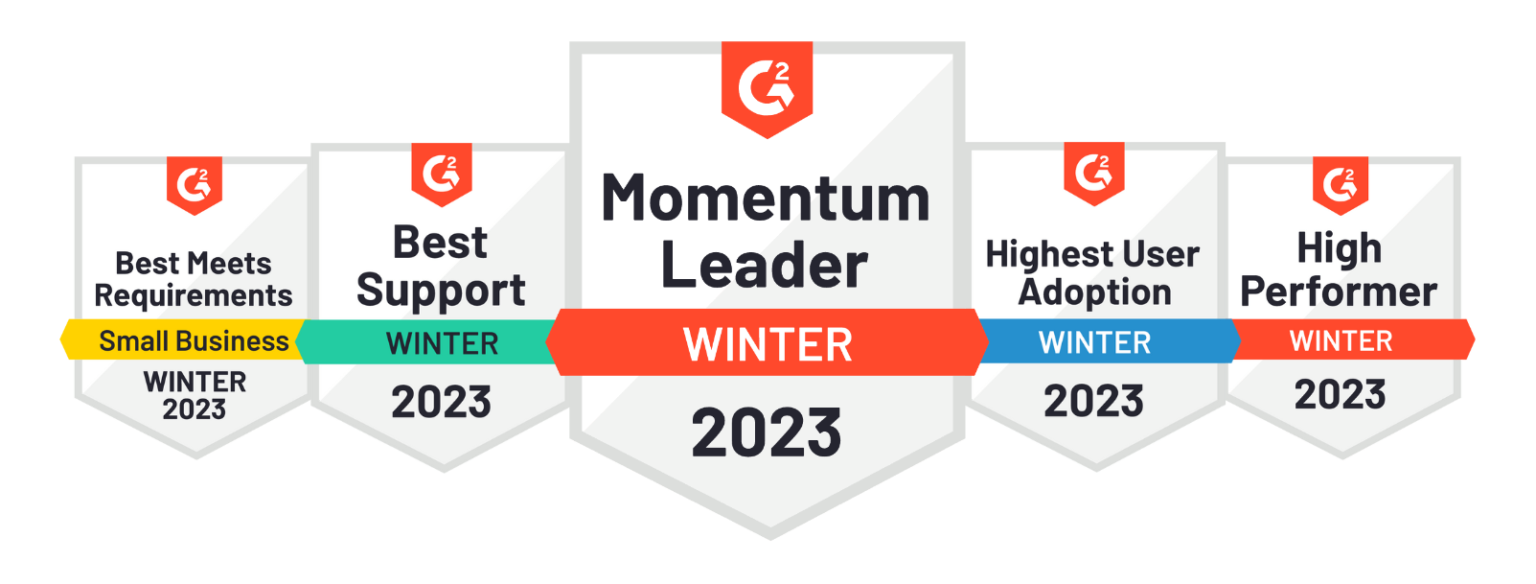 G2
Best Meets
Requirements
Small Business
WINTER
2023
G2
Best
Support
WINTER
2023
G2
Momentum
Leader
WINTER
2023
G2
Highest User
Adoption
WINTER
2023
G2
High
Performer
WINTER
2023